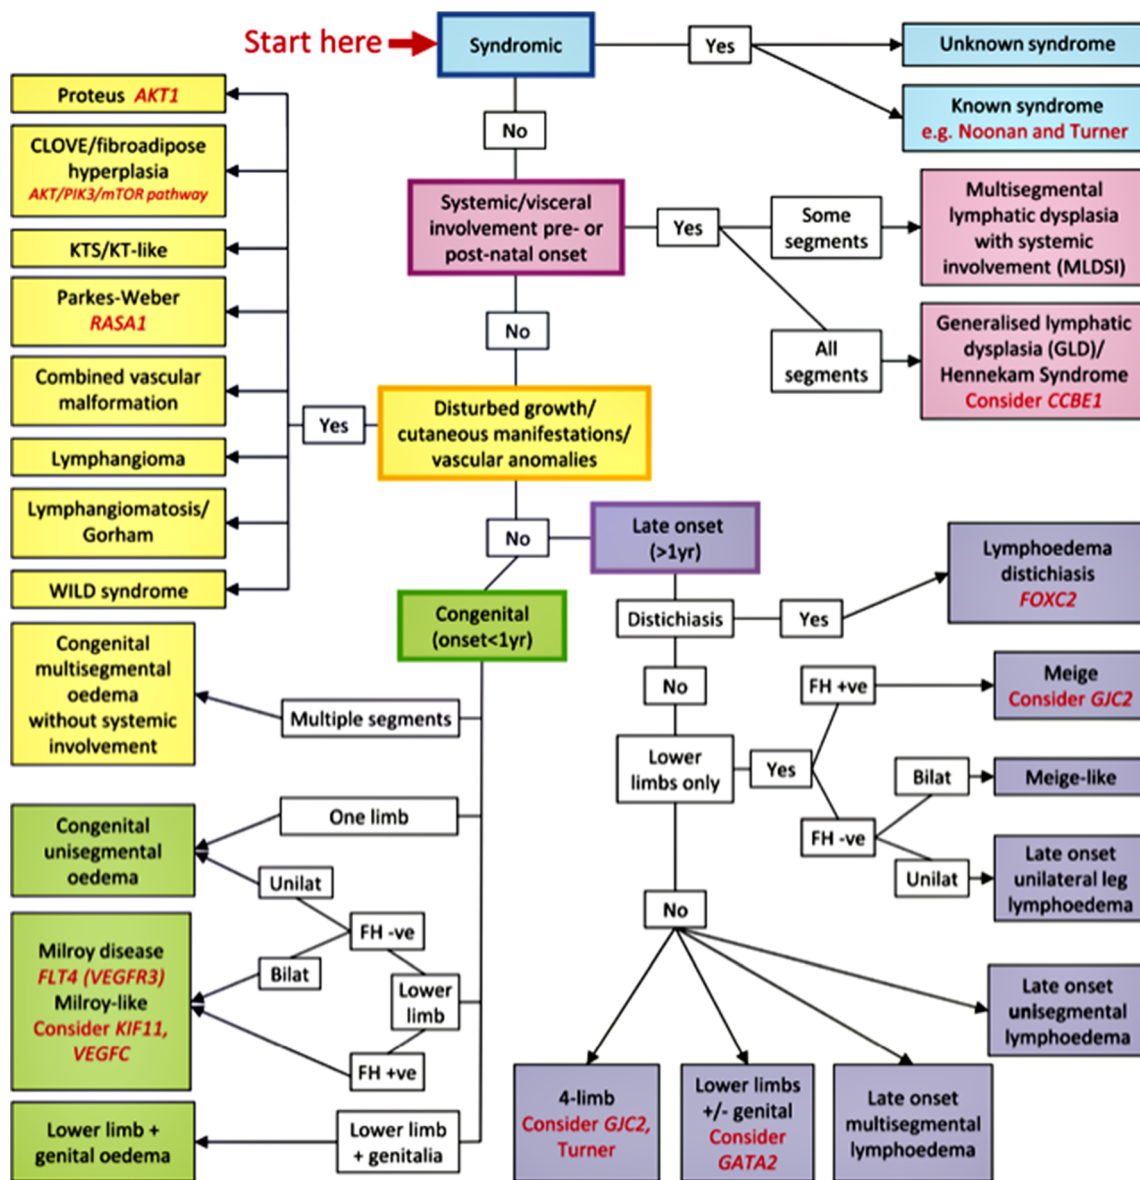 Start here
Syndromic
Yes
Unknown syndrome
Known syndrome
e.g. Noonan and Turner
No
Systemic/visceral
involvement pre- or
post-natal onset
Yes
Some
segments
Multisegmental
lymphatic dysplasia
with systemic
involvement (MLDSI)
All
segments
Generalised lymphatic
dysplasia (GLD)/
Hennekam Syndrome
Consider CCBE1
No
Disturbed growth/
cutaneous manifestations/
vascular anomalies
Yes
Proteus AKT1
CLOVE/fibroadipose
hyperplasia
AKT/PIK3/mTOR pathway
KTS/KT-like
Parkes-Weber
RASA1
Combined vascular
malformation
Lymphangioma
Lymphangiomatosis/
Gorham
WILD syndrome
No
Late onset
(>1yr)
Congenital
(onset<1yr)
Multiple segments
Congenital
multisegmental
oedema
without systemic
involvement
One limb
Congenital
unisegmental
oedema
Unilat
FH -ve
Bilat
Lower
limb
FH +ve
Milroy disease
FLT4 (VEGFR3)
Milroy-like
Consider KIF11,
VEGFC
Lower limb
+ genitalia
Lower limb +
genital oedema
Distichiasis
Yes
Lymphoedema
distichiasis
FOXC2
No
Lower
limbs only
Yes
FH +ve
Meige
Consider GJC2
FH -ve
Bilat
Meige-like
Unilat
Late onset
unilateral leg
lymphoedema
No
4-limb
Consider GJC2,
Turner
Lower limbs
+/- genital
Consider
GATA2
Late onset
multisegmental
lymphoedema
Late onset
unisegmental
lymphoedema